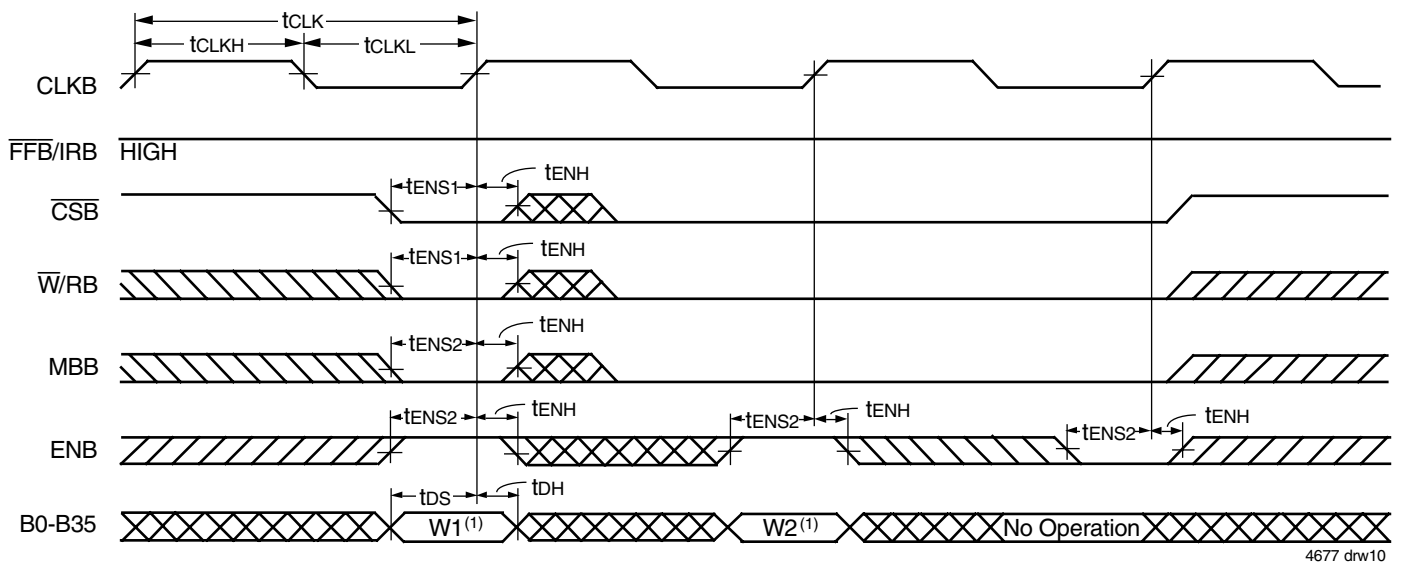 tCLK
tCLKH tCLKL
CLKB
FFB/IRB HIGH
tENS1 tENH
CSB
tENS1 tENH
W/RB
tENS2 tENH
MBB
tENS2 tENH tENS2 tENH tENS2 tENH
ENB
tDS tDH
B0-B35 W1(1) W2(1) No Operation
4677 drw10